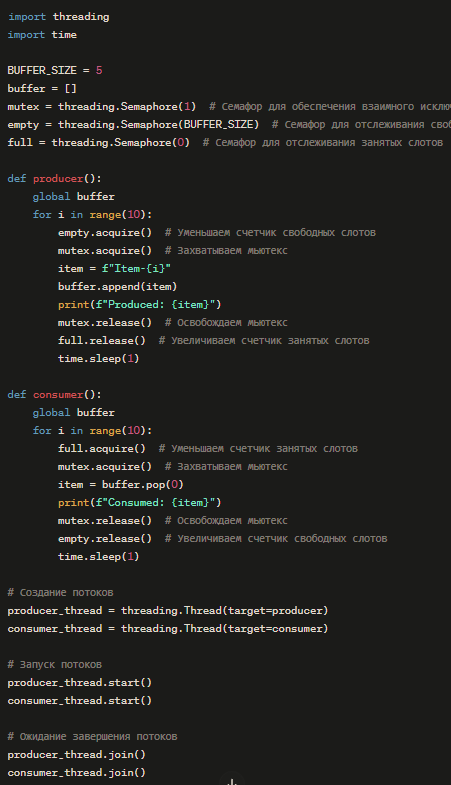 import threading
import time
BUFFER_SIZE = 5
buffer = []
mutex = threading.Semaphore(1)  # Семафор для обеспечения взаимного
empty = threading.Semaphore(BUFFER_SIZE)  # Семафор для отслеживания
full = threading.Semaphore(0)  # Семафор для отслеживания занятых слотов
def producer():
    global buffer
    for i in range(10):
        empty.acquire()  # Уменьшаем счетчик свободных слотов
        mutex.acquire()  # Захватываем мьютекс
        item = f"Item-{i}"
        buffer.append(item)
        print(f"Produced: {item}")
        mutex.release()  # Освобождаем мьютекс
        full.release()  # Увеличиваем счетчик занятых слотов
        time.sleep(1)
def consumer():
    global buffer
    for i in range(10):
        full.acquire()  # Уменьшаем счетчик занятых слотов
        mutex.acquire()  # Захватываем мьютекс
        item = buffer.pop(0)
        print(f"Consumed: {item}")
        mutex.release()  # Освобождаем мьютекс
        empty.release()  # Увеличиваем счетчик свободных слотов
        time.sleep(1)
# Создание потоков
producer_thread = threading.Thread(target=producer)
consumer_thread = threading.Thread(target=consumer)
# Запуск потоков
producer_thread.start()
consumer_thread.start()
# Ожидание завершения потоков
producer_thread.join()
consumer_thread.join()